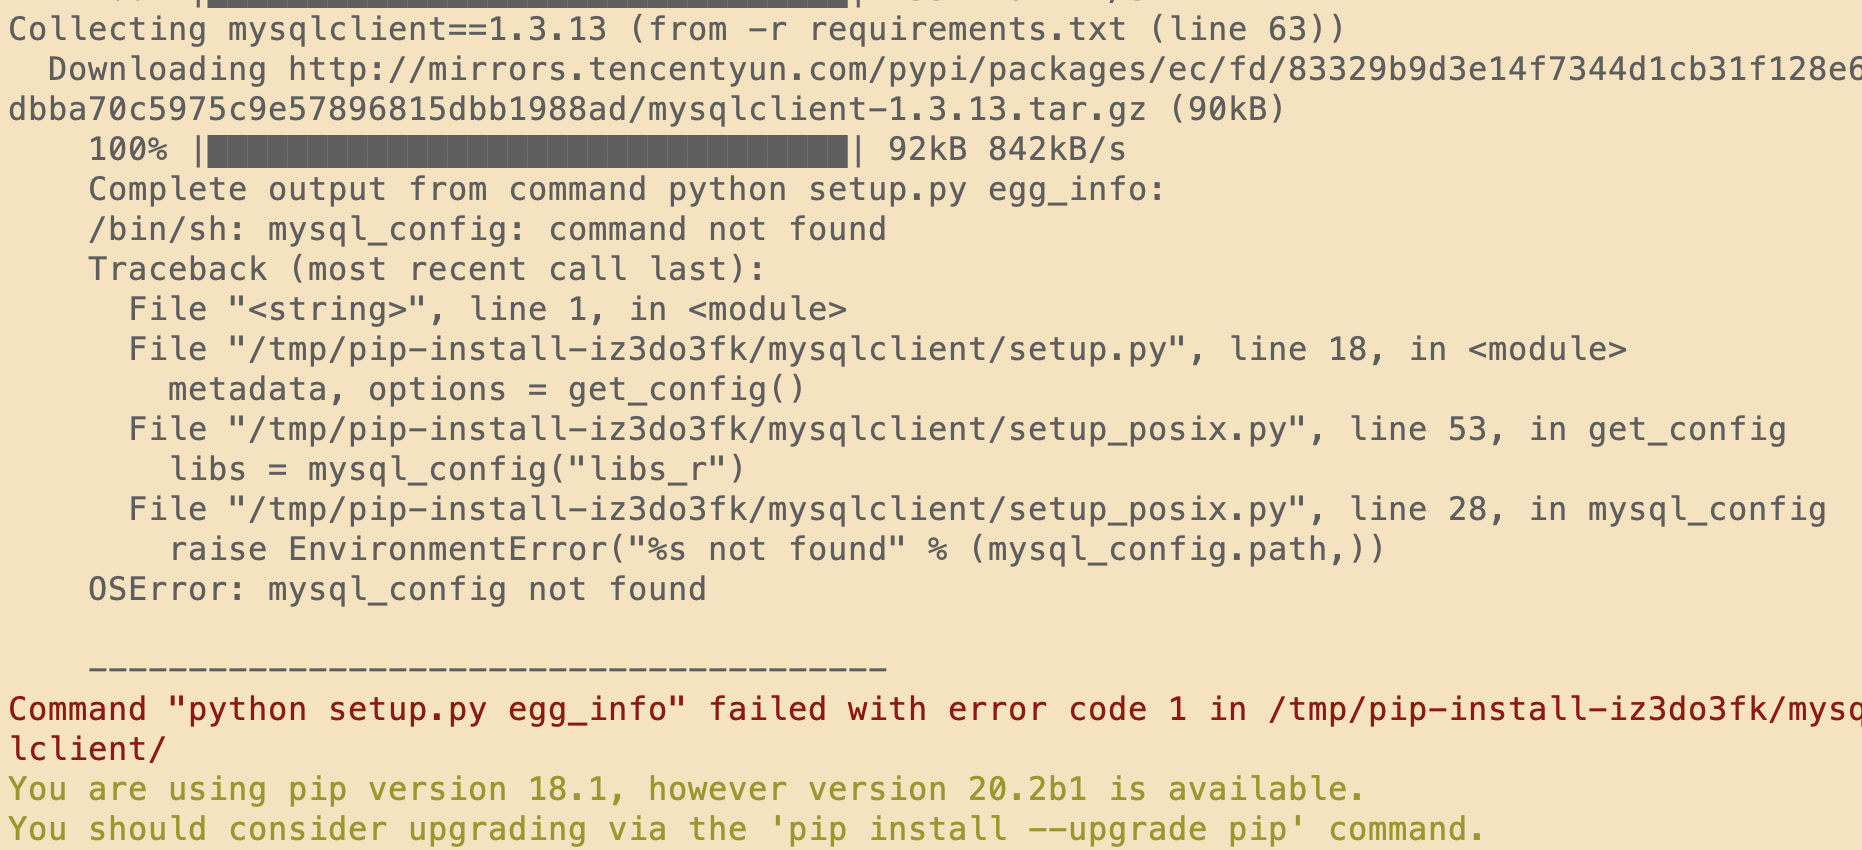 Collecting mysqlclient==1.3.13 (from -r requirements.txt (line 63))
Downloading http://mirrors.tencentyun.com/pypi/packages/ec/fd/83329b9d3e14f7344d1cb31f128e6
dbba70c5975c9e57896815dbb1988ad/mysqlclient-1.3.13.tar.gz (90kB)
100% |████████████████████████████████| 92kB 842kB/s
Complete output from command python setup.py egg_info:
/bin/sh: mysql_config: command not found
Traceback (most recent call last):
File "<string>", line 1, in <module>
File "/tmp/pip-install-iz3do3fk/mysqlclient/setup.py", line 18, in <module>
metadata, options = get_config()
File "/tmp/pip-install-iz3do3fk/mysqlclient/setup_posix.py", line 53, in get_config
libs = mysql_config("libs_r")
File "/tmp/pip-install-iz3do3fk/mysqlclient/setup_posix.py", line 28, in mysql_config
raise EnvironmentError("%s not found" % (mysql_config.path,))
OSError: mysql_config not found
----------------------------------------
Command "python setup.py egg_info" failed with error code 1 in /tmp/pip-install-iz3do3fk/mysq
lclient/
You are using pip version 18.1, however version 20.2b1 is available.
You should consider upgrading via the 'pip install --upgrade pip' command.